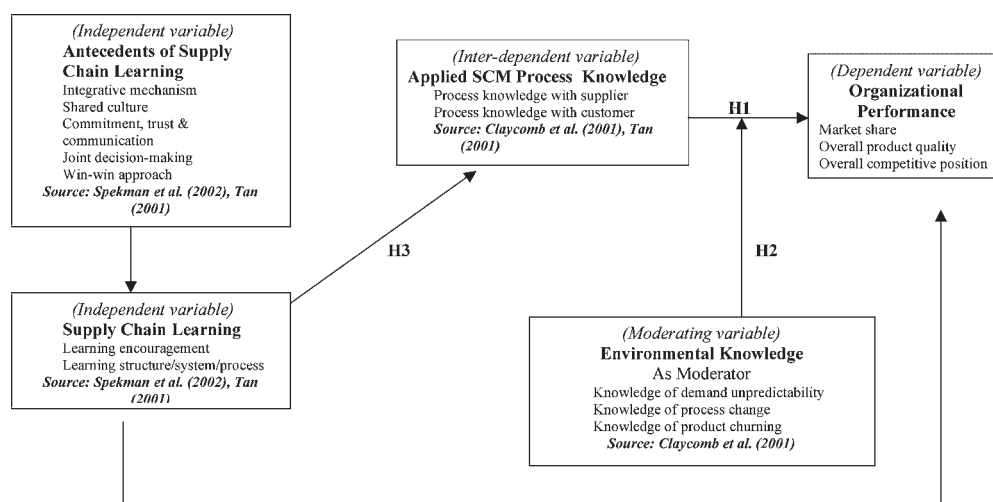 (Independent variable)
Antecedents of Supply
Chain Learning
Integrative mechanism
Shared culture
Commitment, trust &
communication
Joint decision-making
Win-win approach
Source: Spekman et al. (2002), Tan
(2001)
(Inter-dependent variable)
Applied SCM Process Knowledge
Process knowledge with supplier
Process knowledge with customer
Source: Claycomb et al. (2001), Tan
(2001)
H1
(Dependent variable)
Organizational
Performance
Market share
Overall product quality
Overall competitive position
H3
H2
(Independent variable)
Supply Chain Learning
Learning encouragement
Learning structure/system/process
Source: Spekman et al. (2002), Tan
(2001)
(Moderating variable)
Environmental Knowledge
As Moderator
Knowledge of demand unpredictability
Knowledge of process change
Knowledge of product churning
Source: Claycomb et al. (2001)